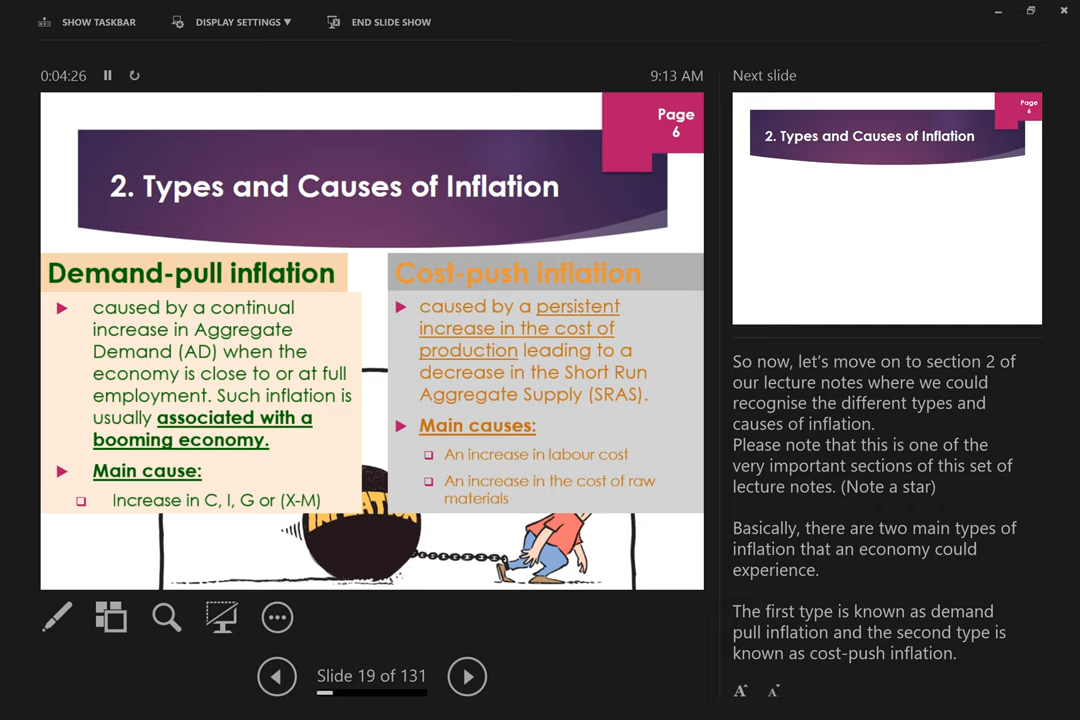 SHOW TASKBAR
DISPLAY SETTINGS ▼
END SLIDE SHOW
0:04:26
9:13 AM
Page
6
2. Types and Causes of Inflation
Demand-pull inflation
caused by a continual
increase in Aggregate
Demand (AD) when the
economy is close to or at full
employment. Such inflation is
usually associated with a
booming economy.
Main cause:
Increase in C, I, G or (X-M)
Cost-push inflation
caused by a persistent
increase in the cost of
production leading to a
decrease in the Short Run
Aggregate Supply (SRAS).
Main causes:
An increase in labour cost
An increase in the cost of raw
materials
Slide 19 of 131
Next slide
Page
6
2. Types and Causes of Inflation
So now, let’s move on to section 2 of
our lecture notes where we could
recognise the different types and
causes of inflation.
Please note that this is one of the
very important sections of this set of
lecture notes. (Note a star)
Basically, there are two main types of
inflation that an economy could
experience.
The first type is known as demand
pull inflation and the second type is
known as cost-push inflation.
A A